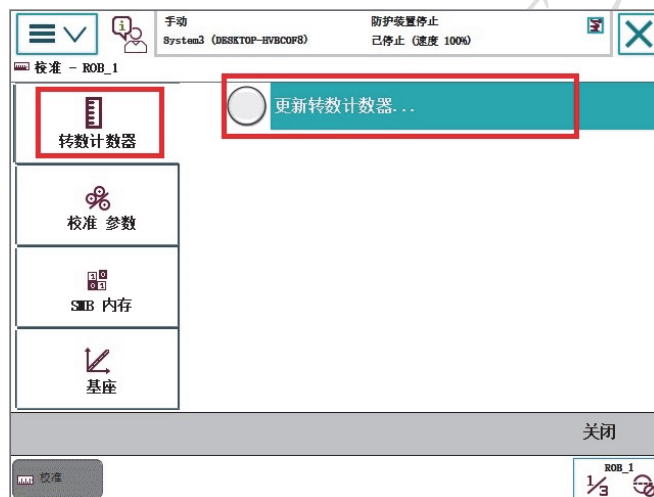 手动
System3 (DESKTOP-HVBCOF8)
防护装置停止
己停止 (速度 100%)
校准 - ROB_1
转数计数器
更新转数计数器...
校准 参数
SMB 内存
基座
关闭
校准
ROB_1
1/3